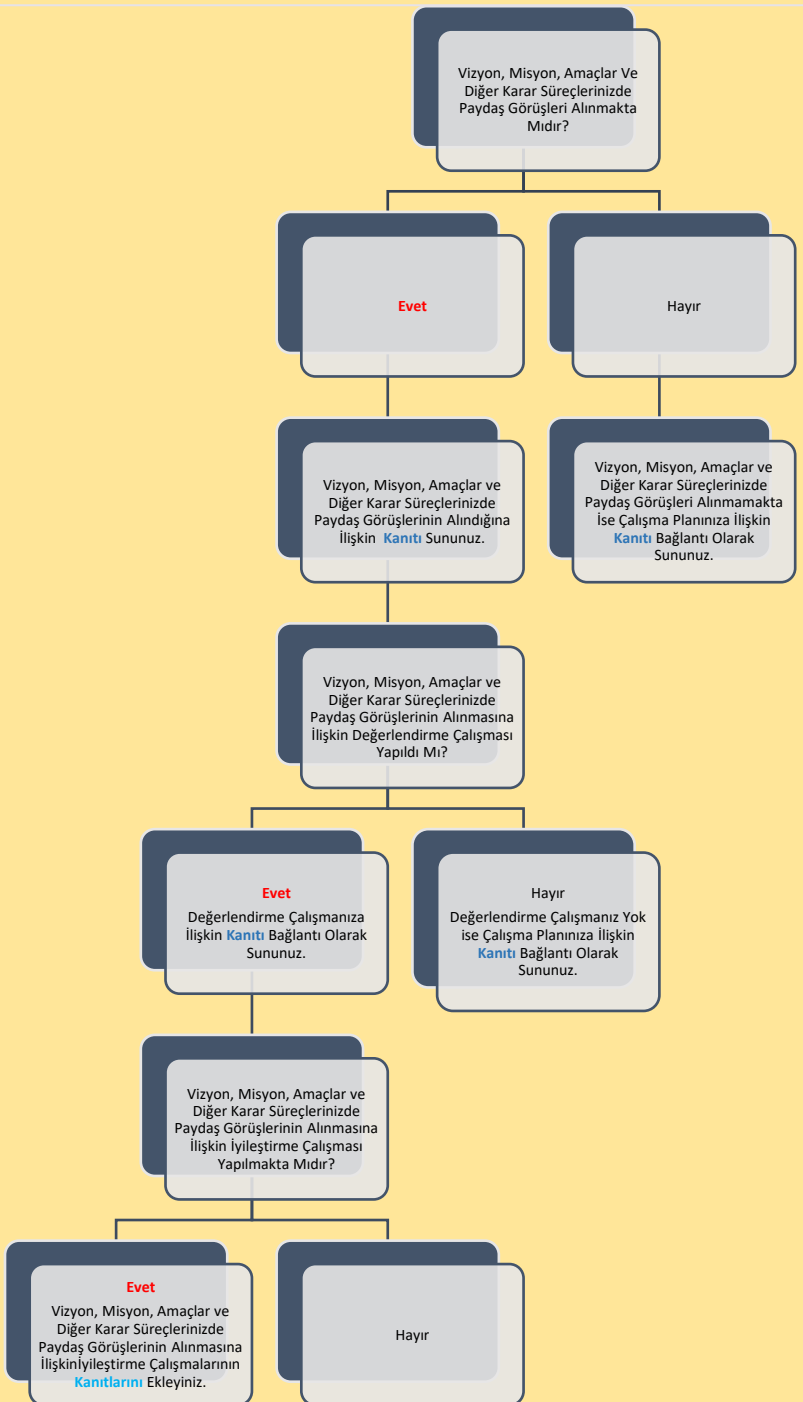 Vizyon, Misyon, Amaçlar Ve
Diğer Karar Süreçlerinizde
Paydaş Görüşleri Alınmakta
Mıdır?
Evet
Hayır
Vizyon, Misyon, Amaçlar ve
Diğer Karar Süreçlerinizde
Paydaş Görüşlerinin Alındığına
İlişkin Kanıtı Sununuz.
Vizyon, Misyon, Amaçlar ve
Diğer Karar Süreçlerinizde
Paydaş Görüşleri Alınmamakta
İse Çalışma Planınıza İlişkin
Kanıtı Bağlantı Olarak
Sununuz.
Vizyon, Misyon, Amaçlar ve
Diğer Karar Süreçlerinizde
Paydaş Görüşlerinin Alınmasına
İlişkin Değerlendirme Çalışması
Yapıldı Mı?
Evet
Değerlendirme Çalışmanıza
İlişkin Kanıtı Bağlantı Olarak
Sununuz.
Hayır
Değerlendirme Çalışmanız Yok
ise Çalışma Planınıza İlişkin
Kanıtı Bağlantı Olarak
Sununuz.
Vizyon, Misyon, Amaçlar ve
Diğer Karar Süreçlerinizde
Paydaş Görüşlerinin Alınmasına
İlişkin İyileştirme Çalışması
Yapılmakta Mıdır?
Evet
Vizyon, Misyon, Amaçlar ve
Diğer Karar Süreçlerinizde
Paydaş Görüşlerinin Alınmasına
İlişkinİyileştirme Çalışmalarının
Kanıtlarını Ekleyiniz.
Hayır